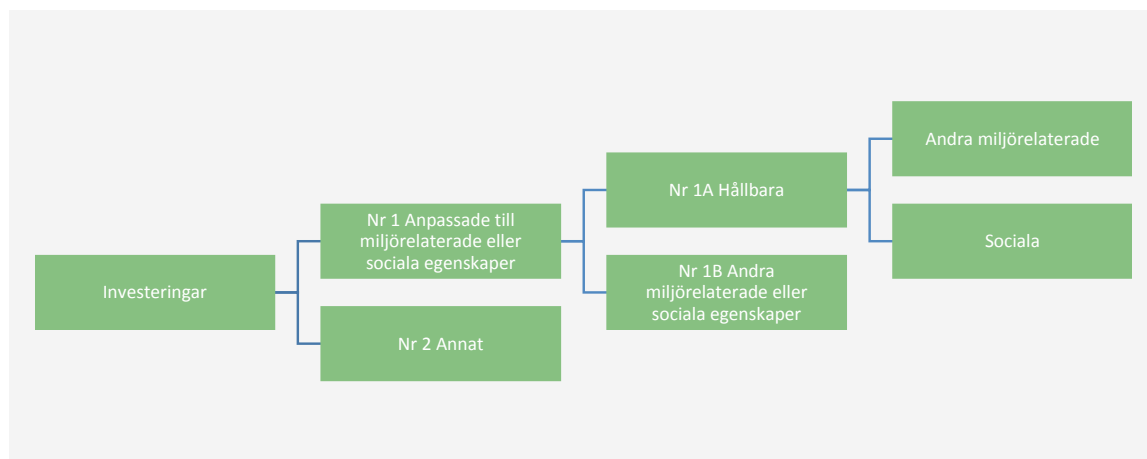 Investeringar
Nr 1 Anpassade till
miljörelaterade eller
sociala egenskaper
Nr 2 Annat
Nr 1A Hållbara
Nr 1B Andra
miljörelaterade eller
sociala egenskaper
Andra miljörelaterade
Sociala